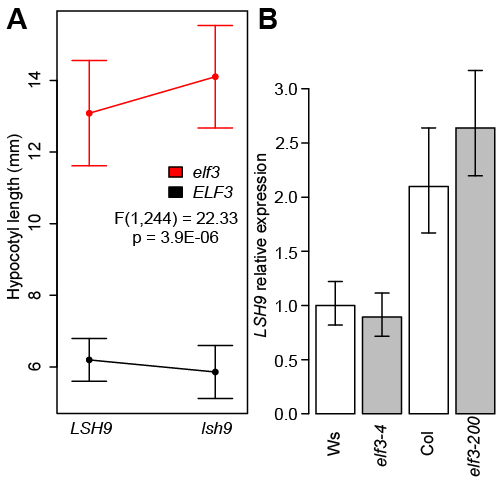 A
Hypocotyl length (mm)
14
12
10
8
6
elf3
ELF3
F(1,244) = 22.33
p = 3.9E-06
LSH9
lsh9
B
LSH9 relative expression
3.0
2.5
2.0
1.5
1.0
0.5
0.0
Ws
elf3-4
Col
elf3-200